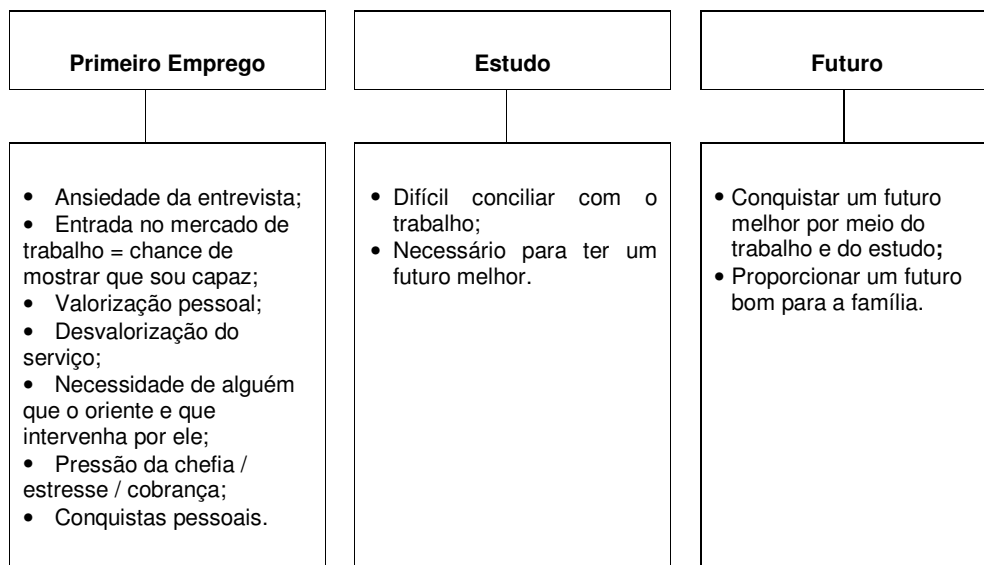 Primeiro Emprego
• Ansiedade da entrevista;
• Entrada no mercado de
trabalho = chance de
mostrar que sou capaz;
• Valorização pessoal;
• Desvalorização do
serviço;
• Necessidade de alguém
que o oriente e que
intervenha por ele;
• Pressão da chefia /
estresse / cobrança;
• Conquistas pessoais.
Estudo
• Difícil conciliar com o
trabalho;
• Necessário para ter um
futuro melhor.
Futuro
• Conquistar um futuro
melhor por meio do
trabalho e do estudo;
• Proporcionar um futuro
bom para a família.